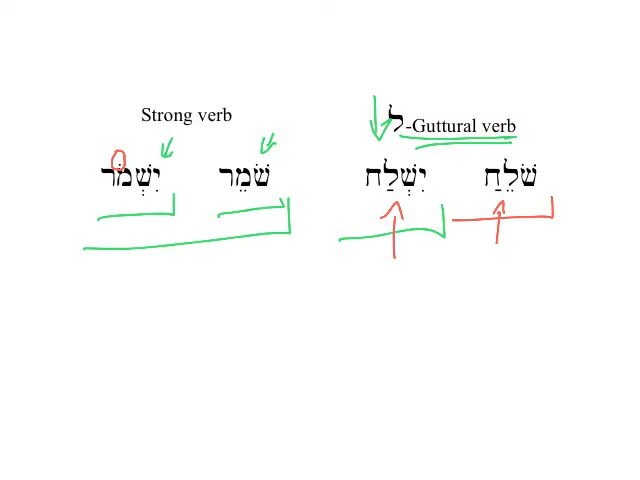 Strong verb
ל-Guttural verb
שֹׁמֵר יִשְׁמֹר
שֹׁלֵחַ יִשְׁלַח